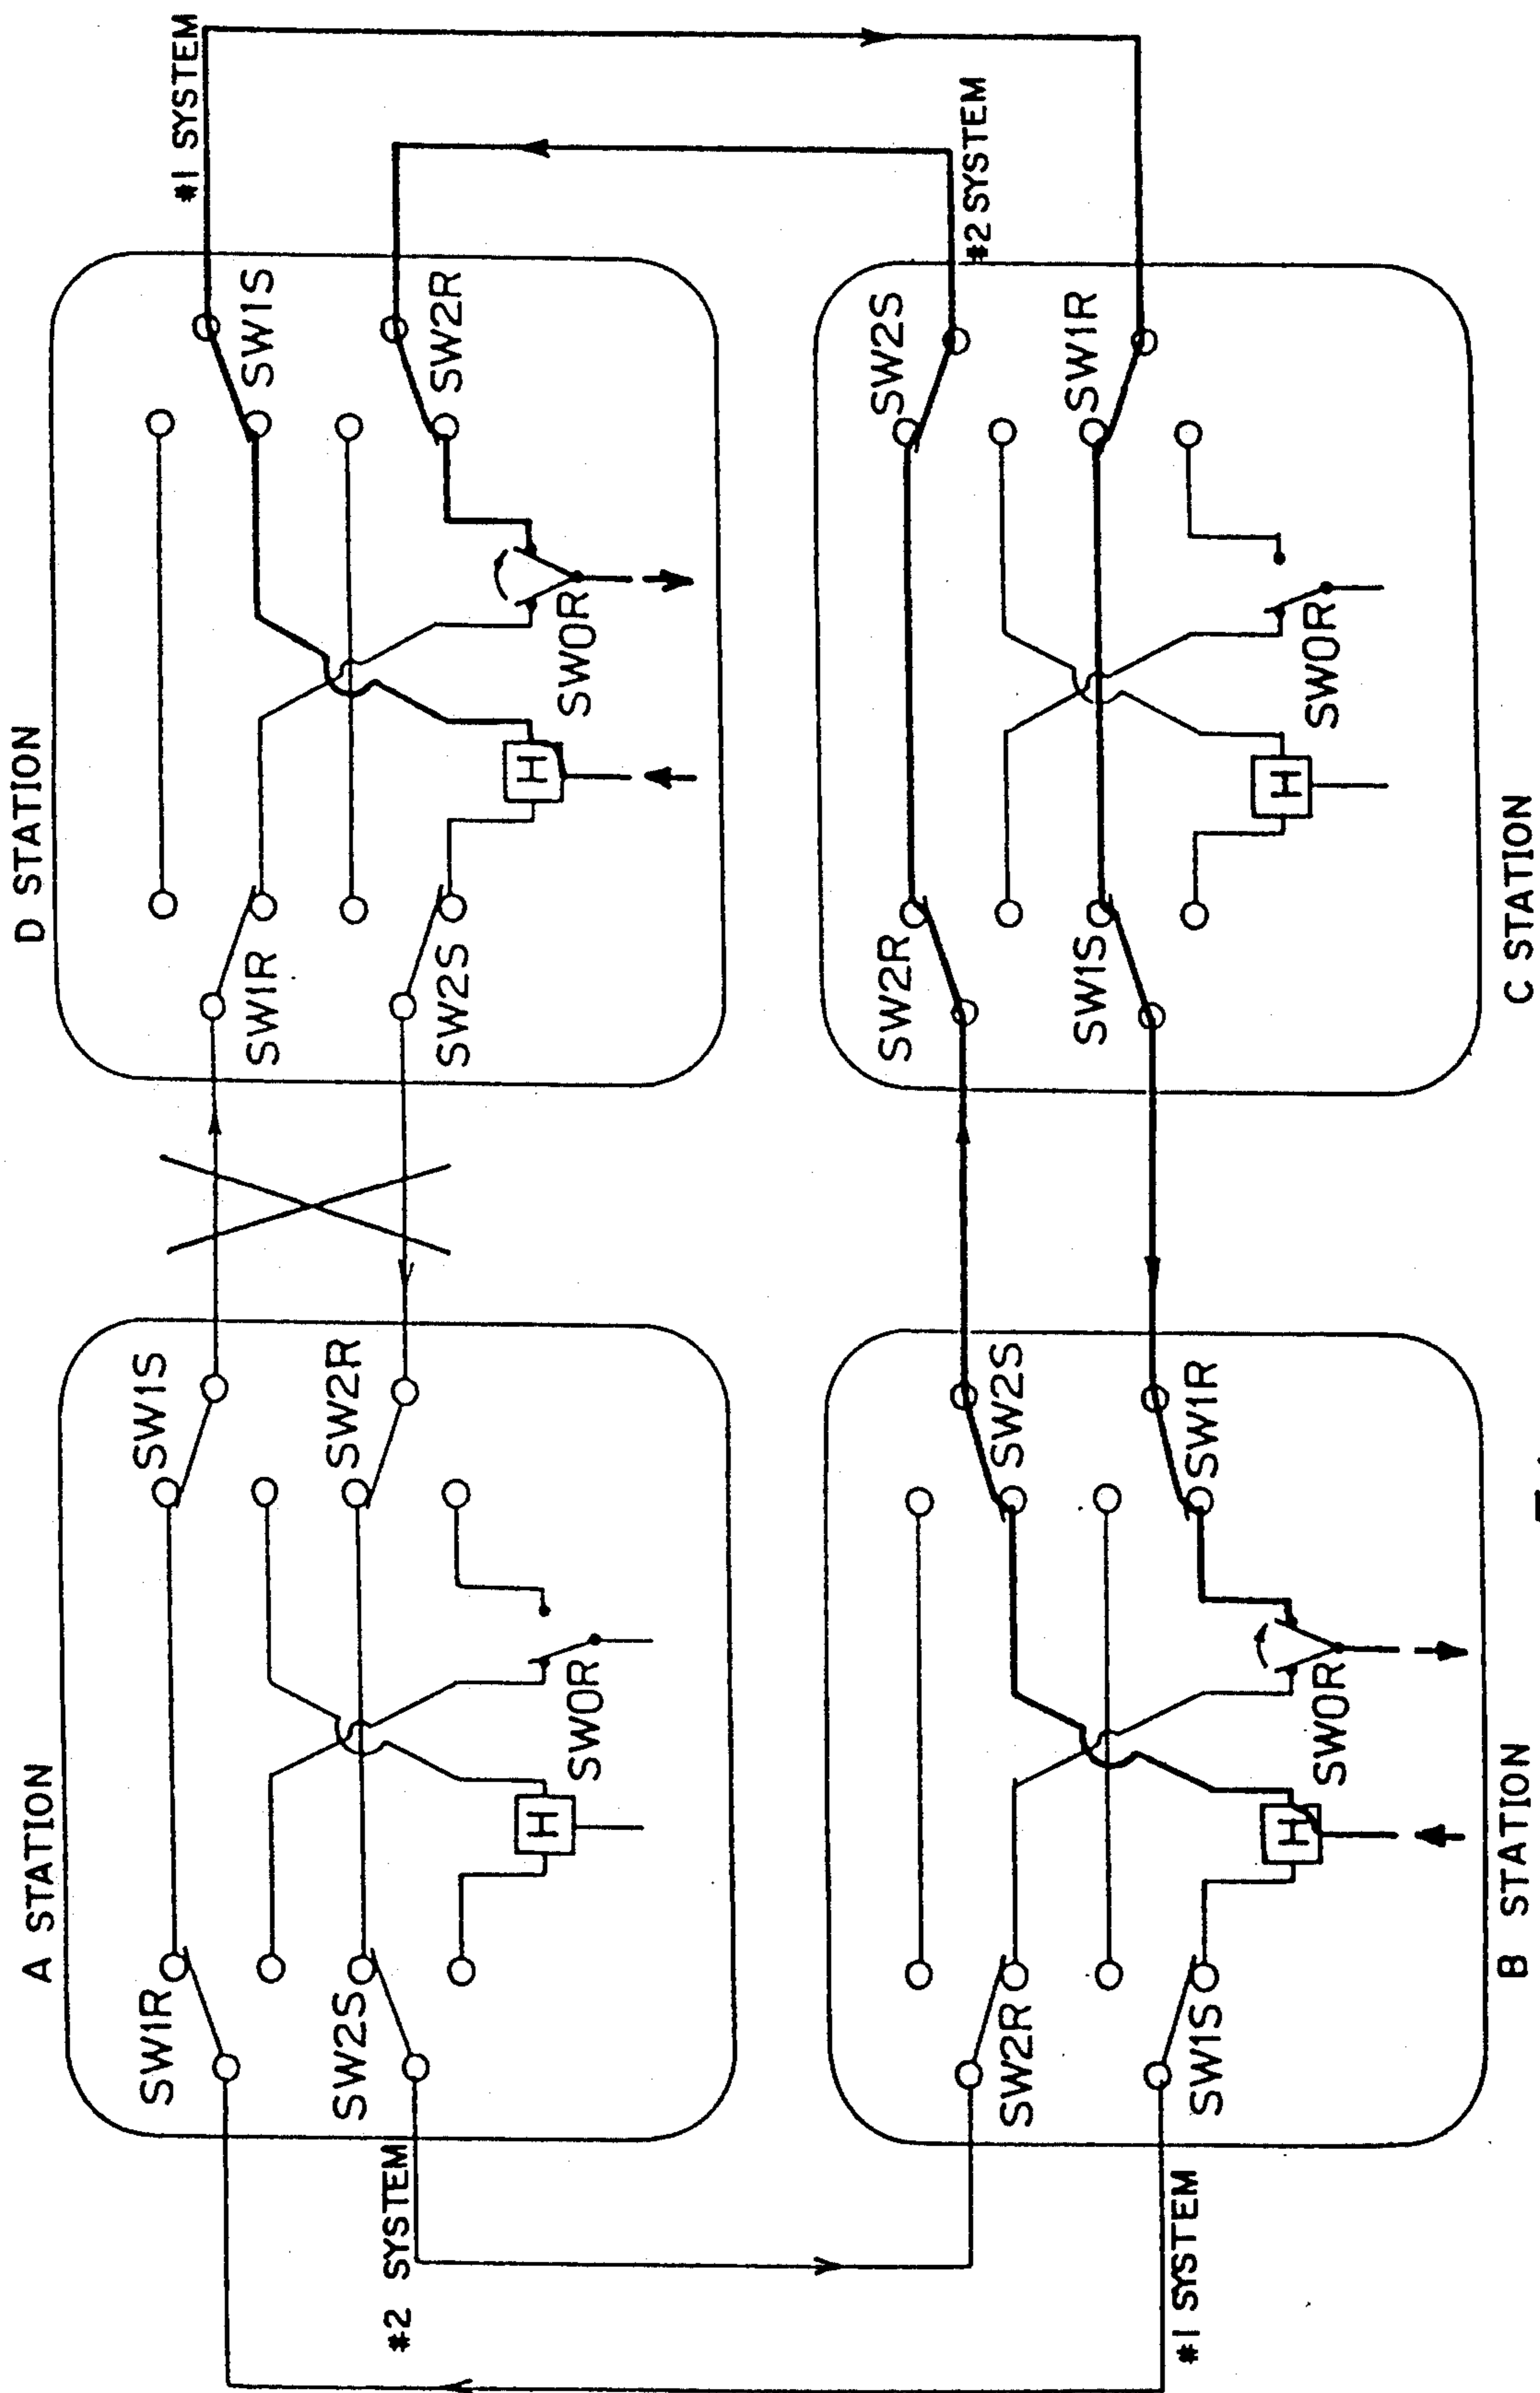 A STATION
SW1R
SW1S
SW2S
SW2R
H
SW0R
#2 SYSTEM
D STATION
SW1R
SW1S
SW2S
SW2R
H
SW0R
#1 SYSTEM
#2 SYSTEM
SW2R
SW2S
SW1S
SW1R
H
SW0R
B STATION
#1 SYSTEM
SW2R
SW2S
SW1S
SW1R
H
SW0R
C STATION